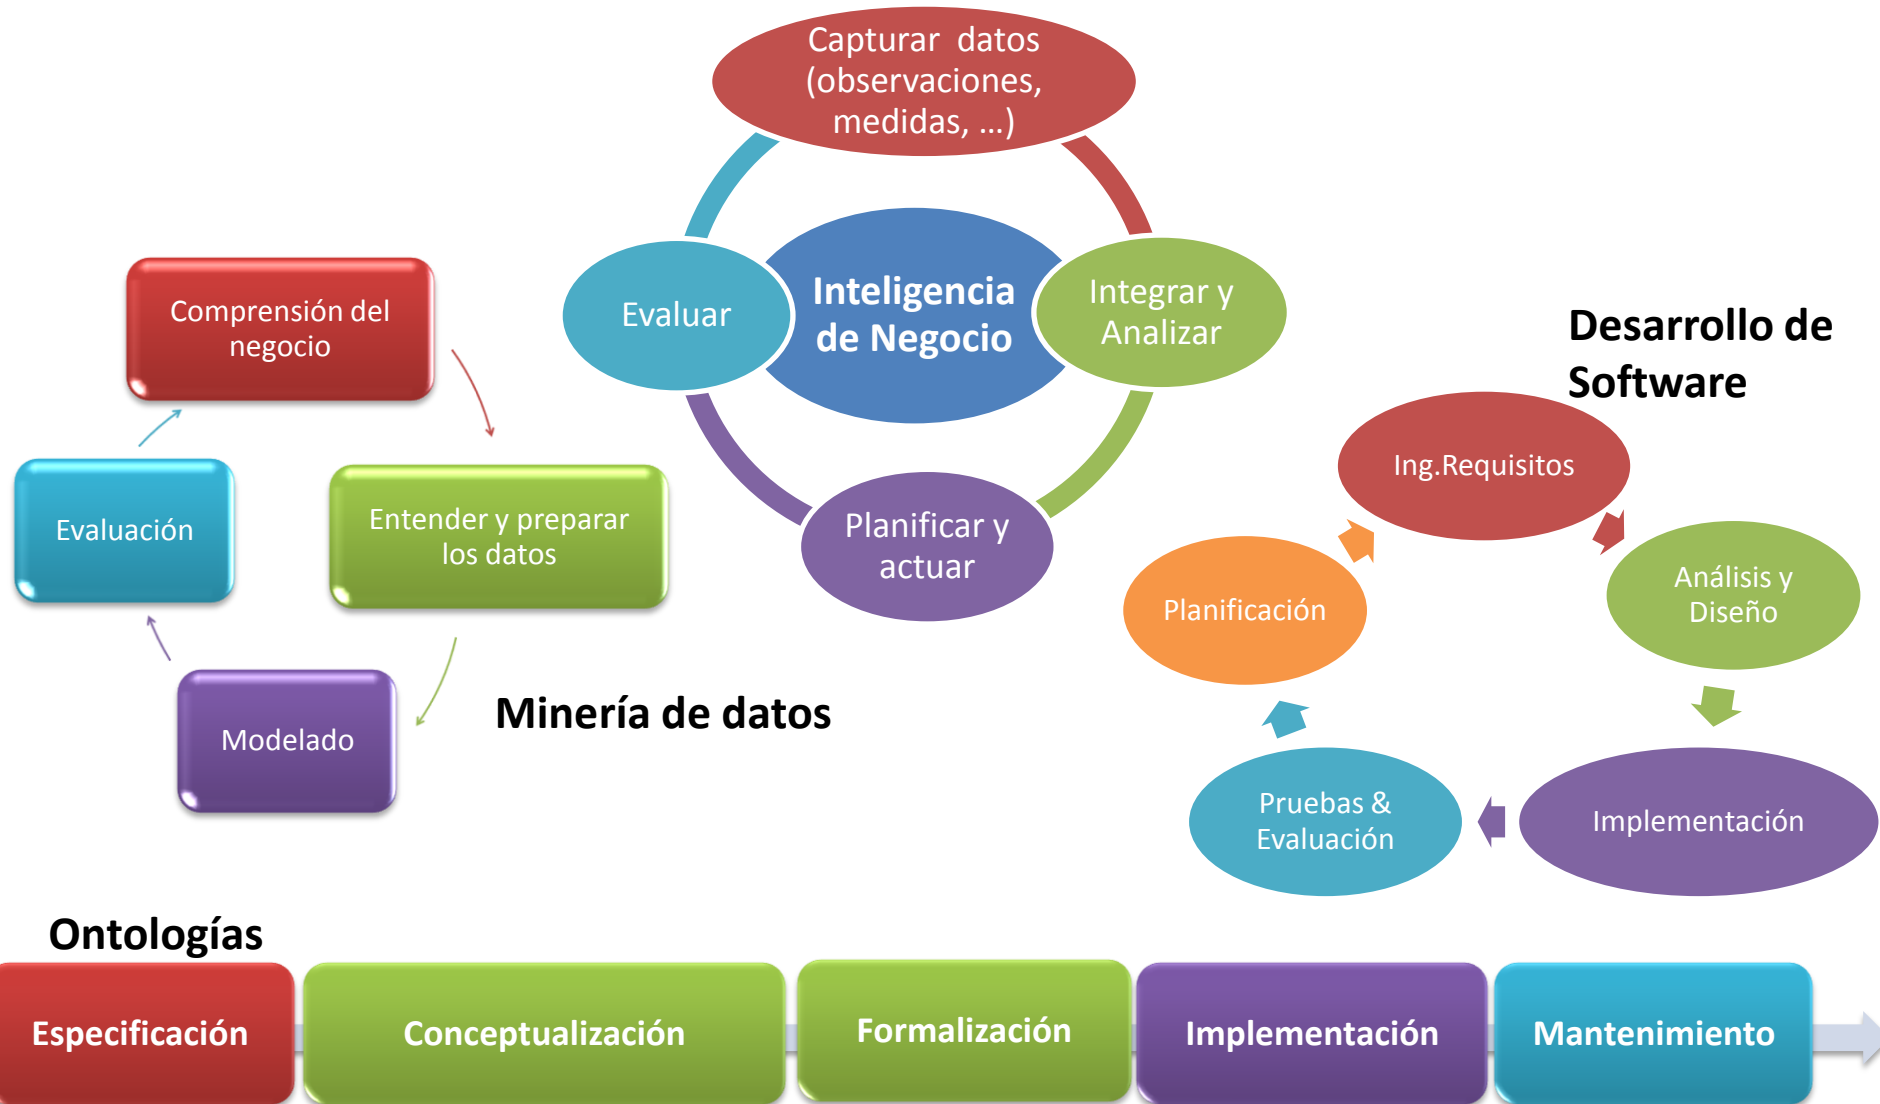 Capturar datos
(observaciones,
medidas, ...)
Inteligencia
de Negocio
Evaluar
Integrar y
Analizar
Planificar y
actuar
Comprensión del
negocio
Entender y preparar
los datos
Evaluación
Modelado
Minería de datos
Desarrollo de
Software
Ing.Requisitos
Análisis y
Diseño
Planificación
Implementación
Pruebas &
Evaluación
Ontologías
Especificación
Conceptualización
Formalización
Implementación
Mantenimiento